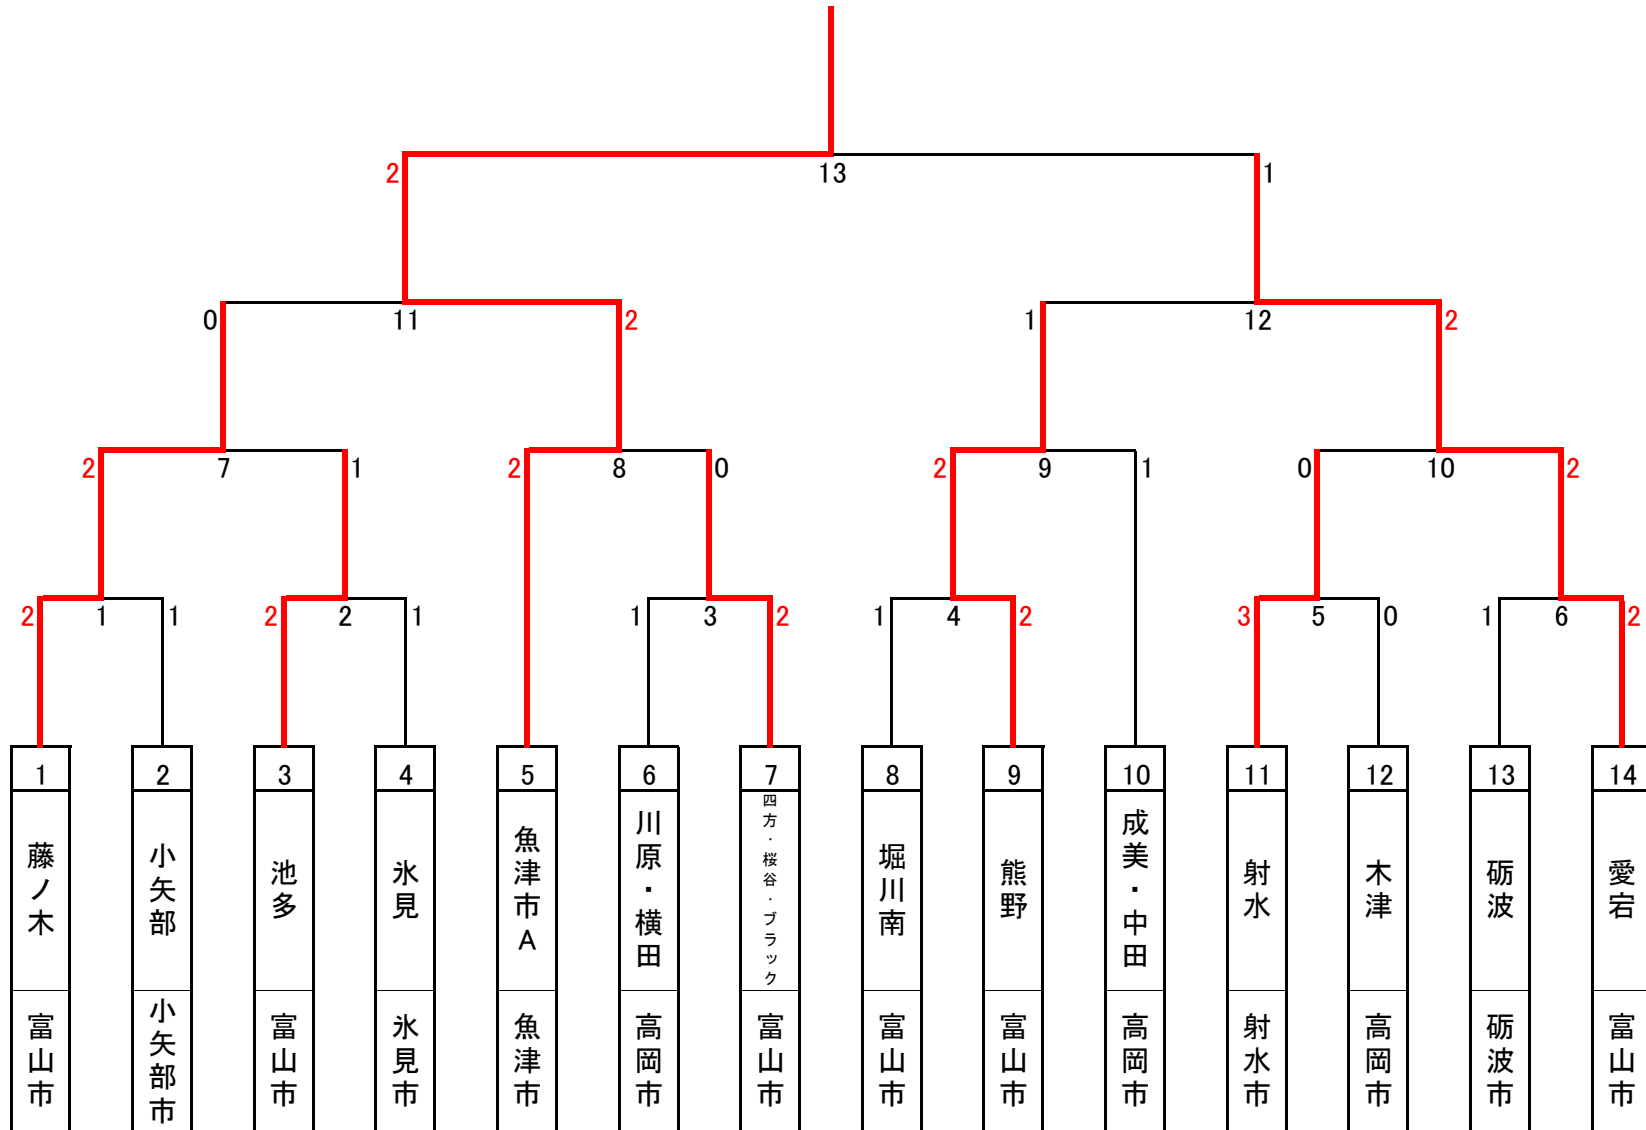 2 13 1
0 11 2 1 12 2
2 7 1 2 8 0 2 9 1 0 10 2
2 1 1 2 2 1 1 3 2 1 4 2 3 5 0 1 6 2
1 2 3 4 5 6 7 8 9 10 11 12 13 14
藤ノ木
小矢部
池多
氷見
魚津市A
川原・横田
四方・桜谷・ブラック
堀川南
熊野
成美・中田
射水
木津
砺波
愛宕
富山市
小矢部市
富山市
氷見市
魚津市
高岡市
富山市
富山市
富山市
高岡市
射水市
高岡市
砺波市
富山市